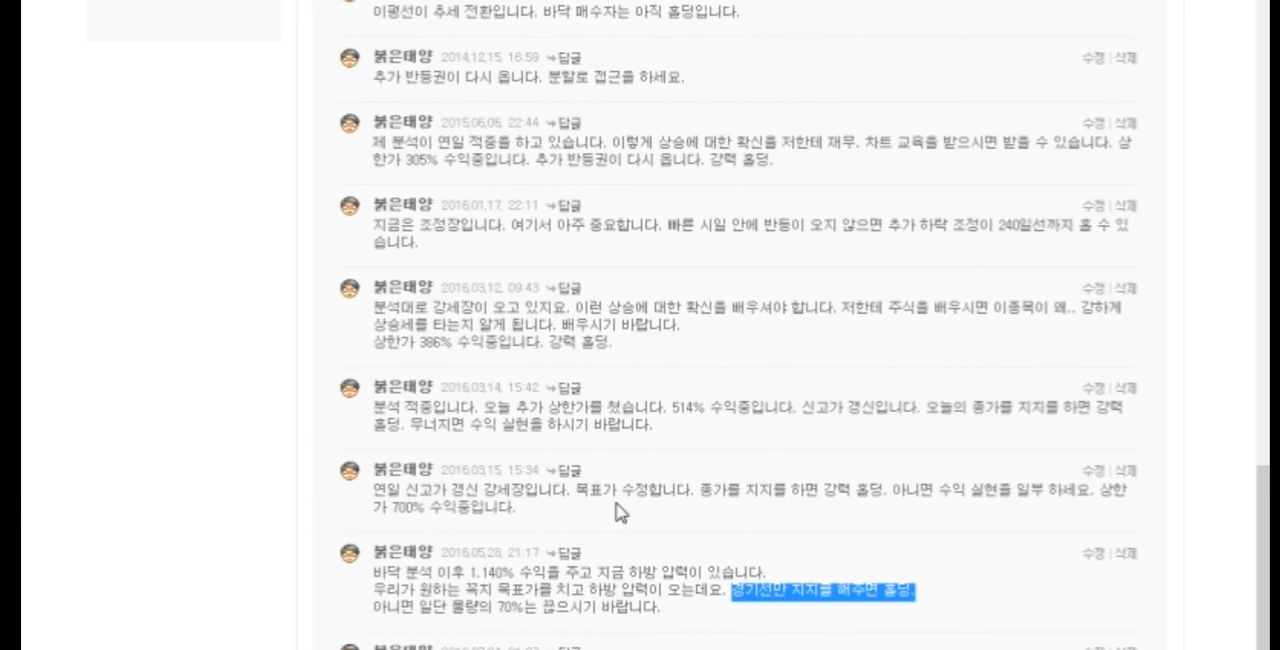 이평선이 추세 전환입니다. 바닥 매수자는 아직 홀딩입니다.
붉은태양 2014.12.15. 16:59 답글 수정 | 삭제
추가 반등권이 다시 옵니다. 분할로 접근을 하세요.
붉은태양 2015.06.06. 22:44 답글 수정 | 삭제
제 분석이 연일 적중을 하고 있습니다. 이렇게 상승에 대한 확신을 저한테 재무, 차트 교육을 받으시면 받을 수 있습니다. 상
한가 305% 수익중입니다. 추가 반등권이 다시 옵니다. 강력 홀딩.
붉은태양 2016.01.17. 22:11 답글 수정 | 삭제
지금은 조정장입니다. 여기서 아주 중요합니다. 빠른 시일 안에 반등이 오지 않으면 추가 하락 조정이 240일선까지 올 수 있
습니다.
붉은태양 2016.03.12. 09:43 답글 수정 | 삭제
분석대로 강세장이 오고 있지요. 이런 상승에 대한 확신을 배우셔야 합니다. 저한테 주식을 배우시면 이종목이 왜.. 강하게
상승세를 타는지 알게 됩니다. 배우시기 바랍니다.
상한가 386% 수익중입니다. 강력 홀딩.
붉은태양 2016.03.14. 15:42 답글 수정 | 삭제
분석 적중입니다. 오늘 추가 상한가를 쳤습니다. 514% 수익중입니다. 신고가 갱신입니다. 오늘의 종가를 지지를 하면 강력
홀딩. 무너지면 수익 실현을 하시기 바랍니다.
붉은태양 2016.03.15. 15:34 답글 수정 | 삭제
연일 신고가 갱신 강세장입니다. 목표가 수정합니다. 종가를 지지를 하면 강력 홀딩. 아니면 수익 실현을 일부 하세요. 상한
가 700% 수익중입니다.
붉은태양 2016.05.28. 21:17 답글 수정 | 삭제
바닥 분석 이후 1.140% 수익을 주고 지금 하방 압력이 있습니다.
우리가 원하는 꼭지 목표가를 치고 하방 압력이 오는데요. 경기선만 지지를 해주면 홀딩.
아니면 일단 물량의 70%는 끊으시기 바랍니다.